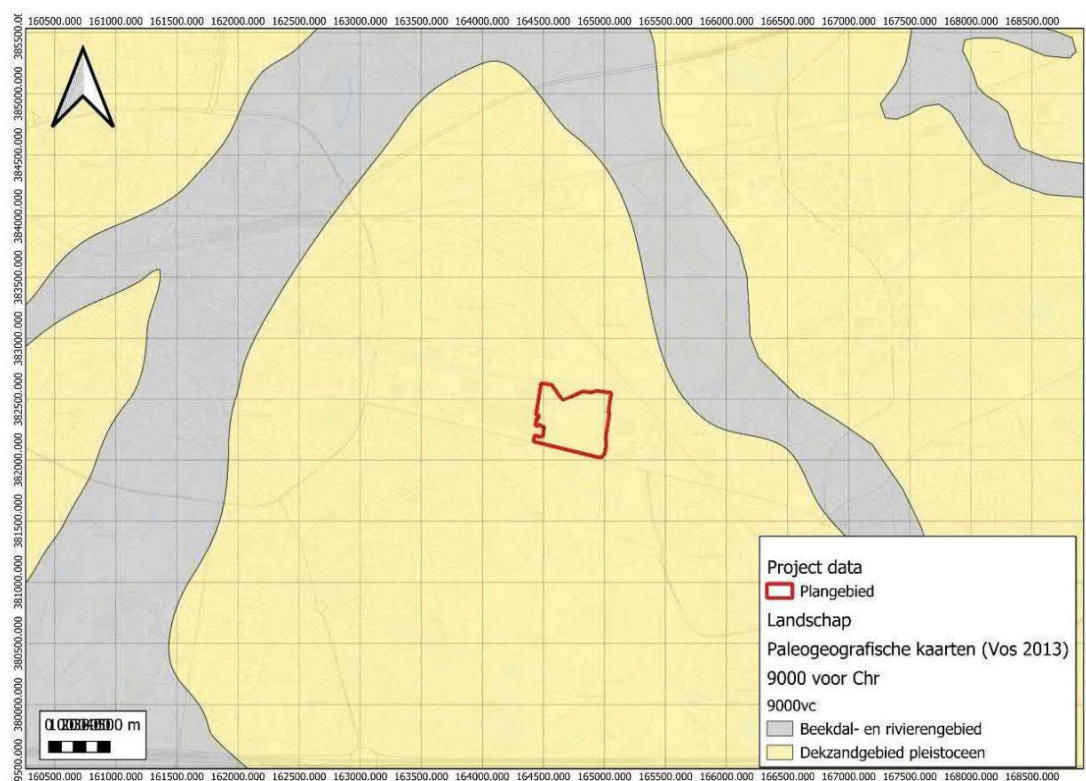 160500.000 161000.000 161500.000 162000.000 162500.000 163000.000 163500.000 164000.000 164500.000 165000.000 165500.000 166000.000 166500.000 167000.000 167500.000 168000.000 168500.000
385000.000
384500.000
384000.000
383500.000
383000.000
382500.000
382000.000
381500.000
381000.000
380500.000
380000.000
Project data
Plangebied
Landschap
Paleogeografische kaarten (Vos 2013)
9000 voor Chr
9000vc
Beekdal- en rivierengebied
Dekzandgebied pleistoceen
m
160500.000 161000.000 161500.000 162000.000 162500.000 163000.000 163500.000 164000.000 164500.000 165000.000 165500.000 166000.000 166500.000 167000.000 167500.000 168000.000 168500.000